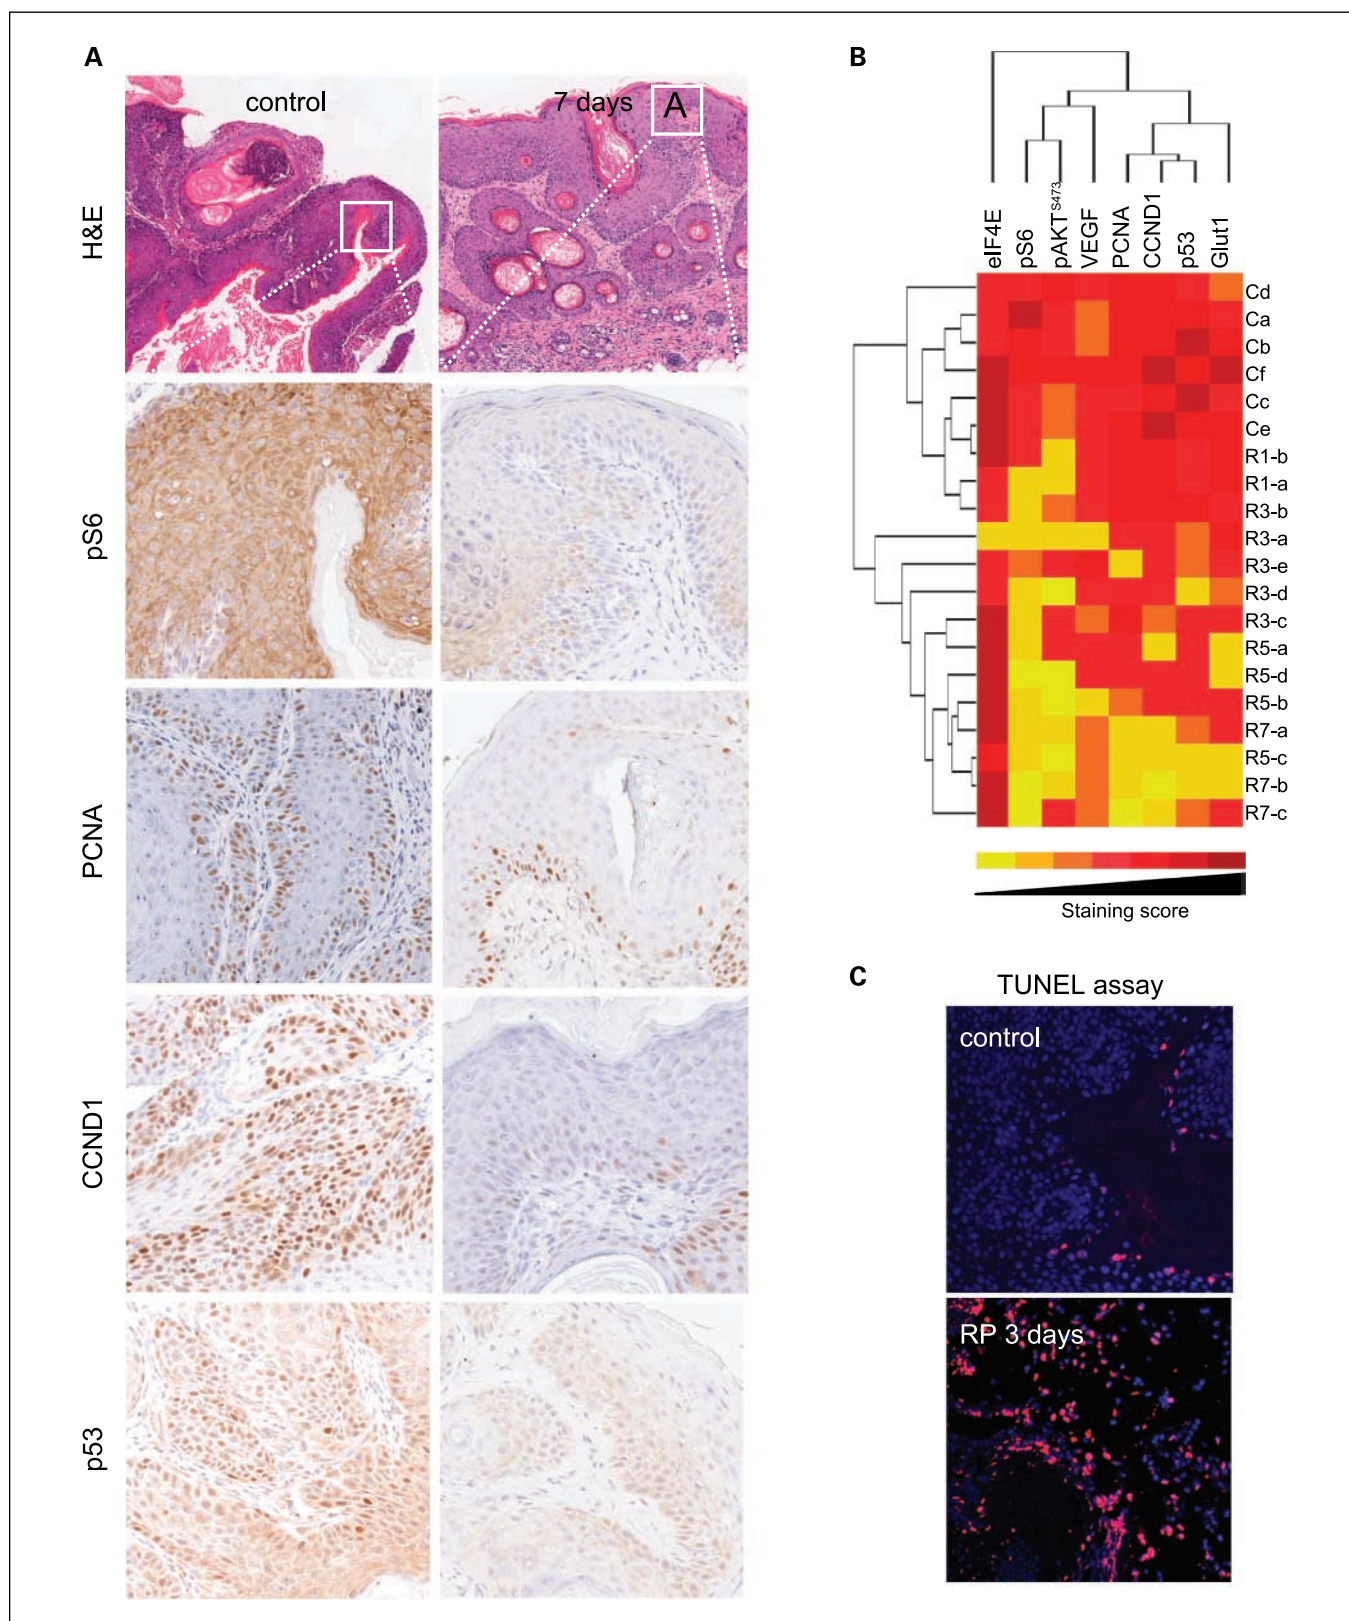 A
control
7 days
A
H&E
pS6
PCNA
CCND1
p53
B
eIF4E
pS6
pAKTS473
VEGF
PCNA
CCND1
p53
Glut1
Cd
Ca
Cb
Cf
Cc
Ce
R1-b
R1-a
R3-b
R3-a
R3-e
R3-d
R3-c
R5-a
R5-d
R5-b
R7-a
R5-c
R7-b
R7-c
Staining score
C
TUNEL assay
control
RP 3 days